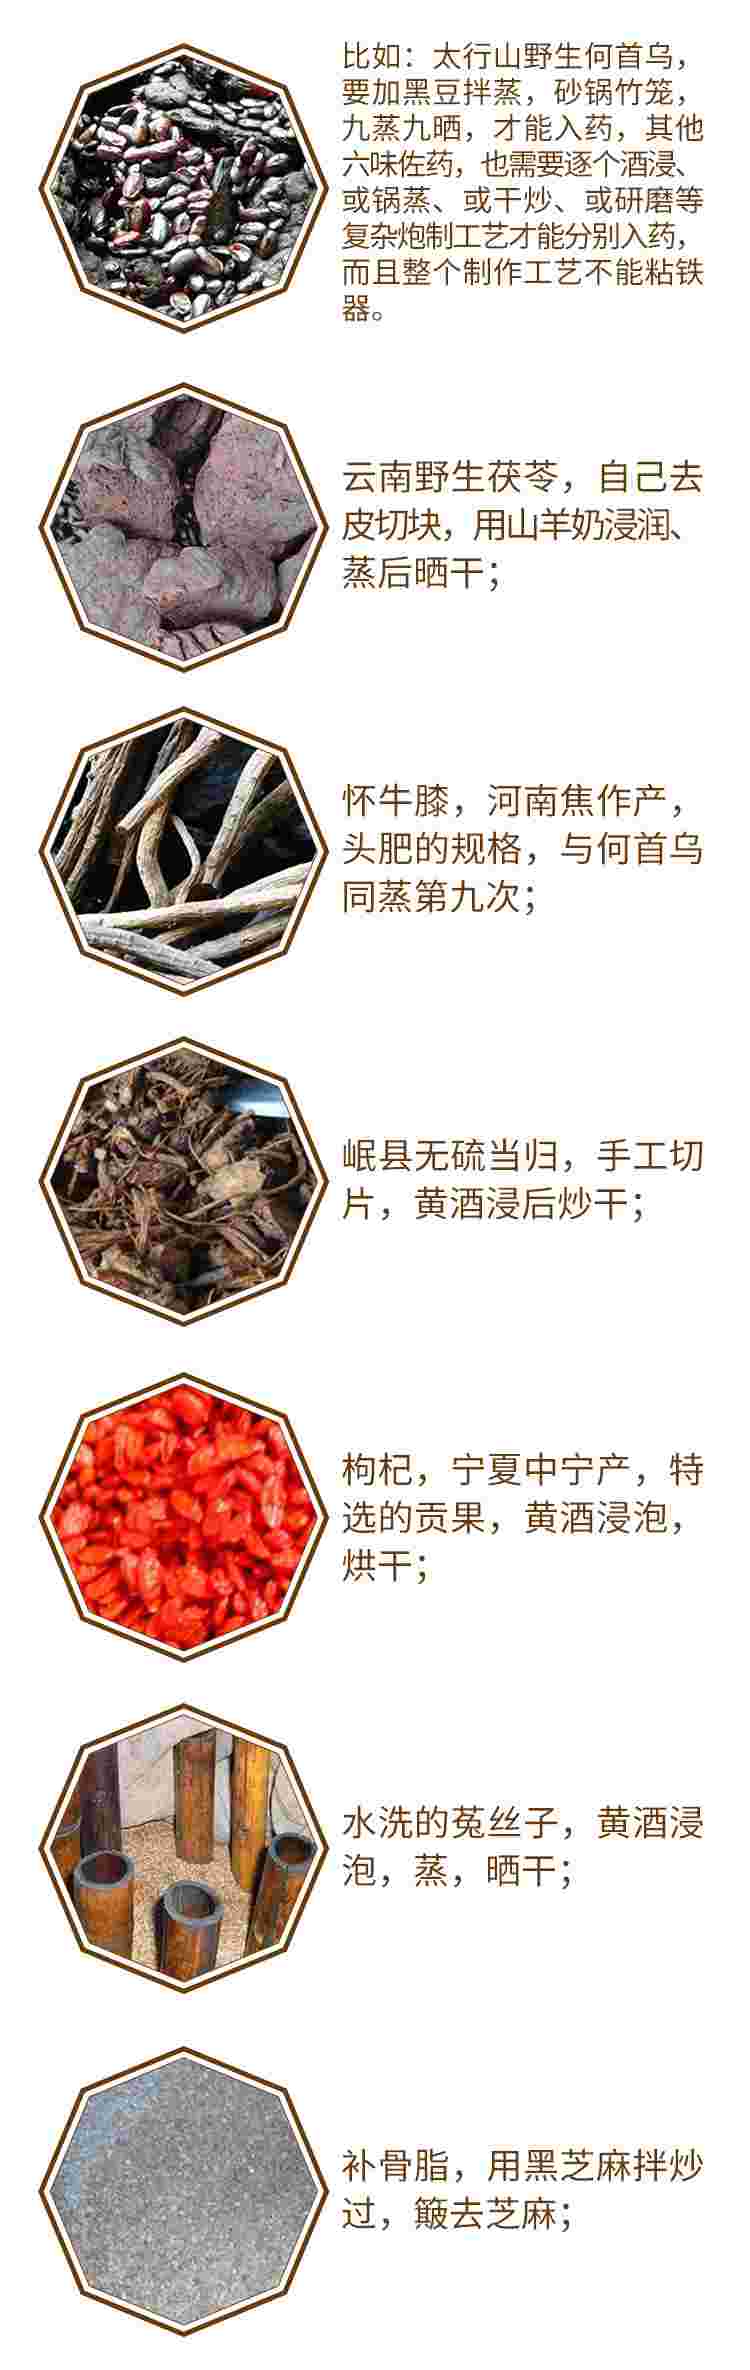 比如：太行山野生何首乌，
要加黑豆拌蒸，砂锅竹笼，
九蒸九晒，才能入药，其他
六味佐药，也需要逐个酒浸、
或锅蒸、或干炒、或研磨等
复杂炮制工艺才能分别入药，
而且整个制作工艺不能粘铁
器。
云南野生茯苓，自己去
皮切块，用山羊奶浸润、
蒸后晒干；
怀牛膝，河南焦作产，
头肥的规格，与何首乌
同蒸第九次；
岷县无硫当归，手工切
片，黄酒浸后炒干；
枸杞，宁夏中宁产，特
选的贡果，黄酒浸泡，
烘干；
水洗的菟丝子，黄酒浸
泡，蒸，晒干；
补骨脂，用黑芝麻拌炒
过，簸去芝麻；